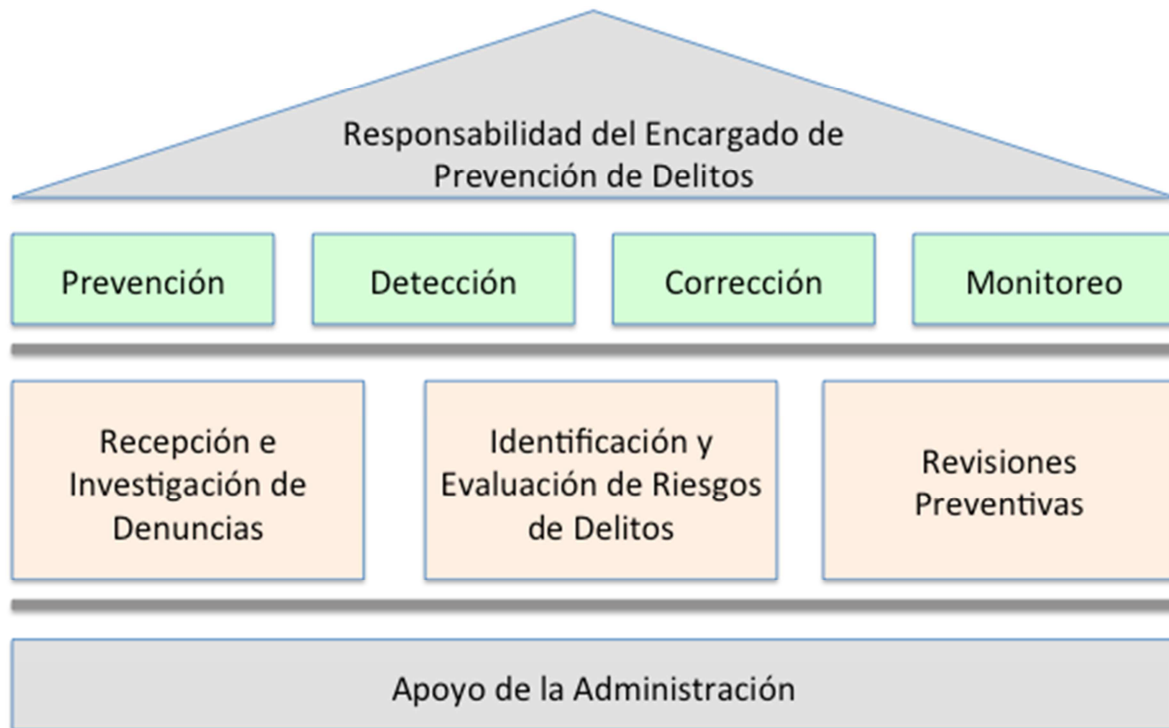 Responsabilidad del Encargado de
Prevención de Delitos
Prevención
Detección
Corrección
Monitoreo
Recepción e
Investigación de
Denuncias
Identificación y
Evaluación de Riesgos
de Delitos
Revisiones
Preventivas
Apoyo de la Administración